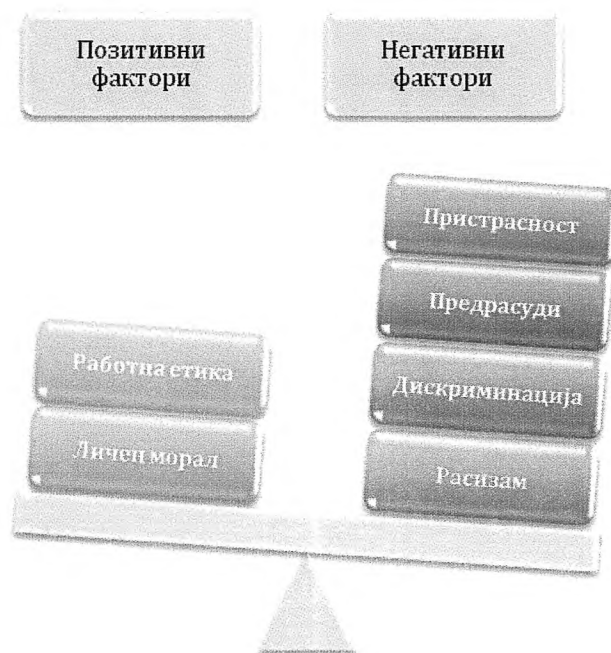 Позитивни
фактори
Негативни
фактори
Работна етика
Личен морал
Пристрасност
Предрасуди
Дискриминација
Расизам